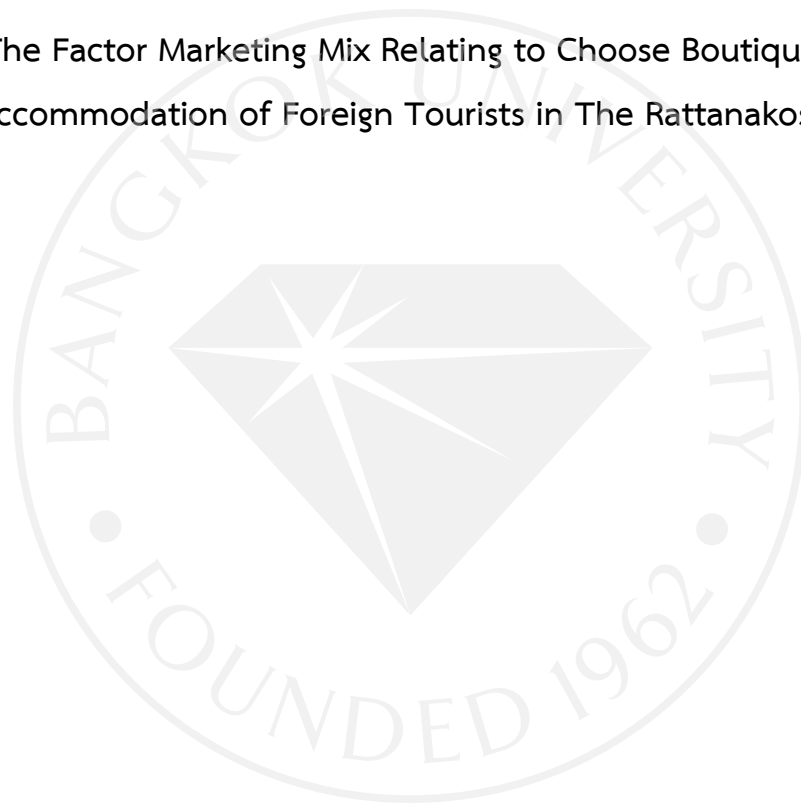 The Factor Marketing Mix Relating to Choose Boutiqu
ccommodation of Foreign Tourists in The Rattanakos
BANGKOK UNIVERSITY
FOUNDED 1962